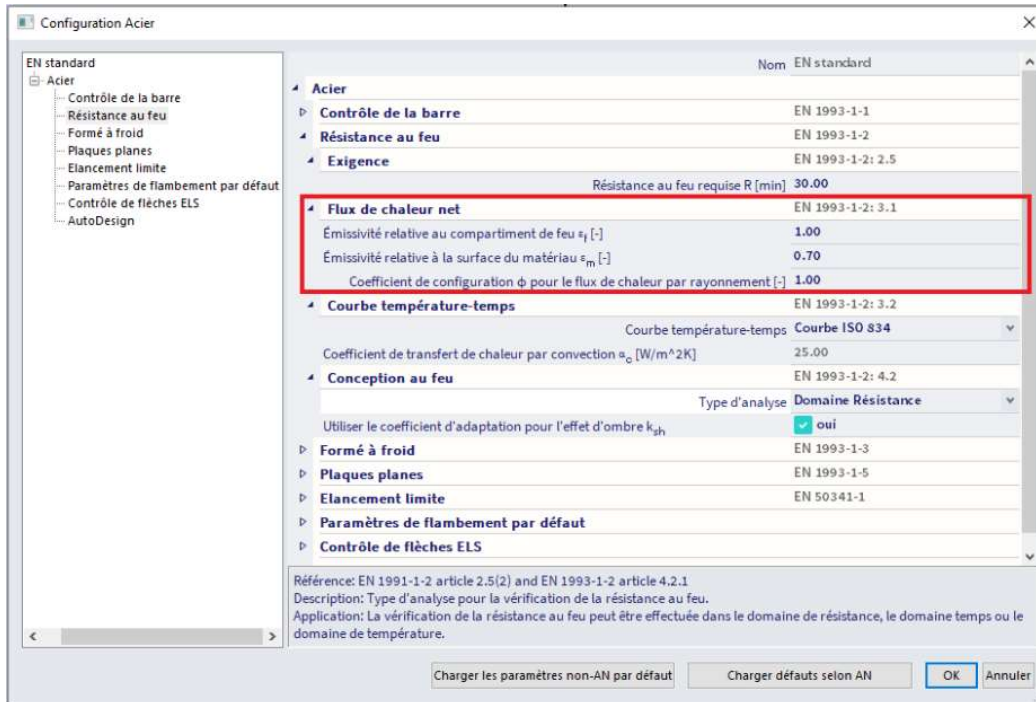 Configuration Acier
EN standard
Acier
Contrôle de la barre
Résistance au feu
Formé à froid
Plaques planes
Elancement limite
Paramètres de flambement par défaut
Contrôle de flèches ELS
AutoDesign
Nom EN standard
Acier
Contrôle de la barre EN 1993-1-1
Résistance au feu EN 1993-1-2
Exigence EN 1993-1-2: 2.5
Résistance au feu requise R [min] 30.00
Flux de chaleur net EN 1993-1-2: 3.1
Émissivité relative au compartiment de feu εf [-] 1.00
Émissivité relative à la surface du matériau εm [-] 0.70
Coefficient de configuration ф pour le flux de chaleur par rayonnement [-] 1.00
Courbe température-temps EN 1993-1-2: 3.2
Courbe température-temps Courbe ISO 834
Coefficient de transfert de chaleur par convection αc [W/m^2K] 25.00
Conception au feu EN 1993-1-2: 4.2
Type d'analyse Domaine Résistance
Utiliser le coefficient d'adaptation pour l'effet d'ombre ksh oui
Formé à froid EN 1993-1-3
Plaques planes EN 1993-1-5
Elancement limite EN 50341-1
Paramètres de flambement par défaut
Contrôle de flèches ELS
Référence: EN 1991-1-2 article 2.5(2) and EN 1993-1-2 article 4.2.1
Description: Type d'analyse pour la vérification de la résistance au feu.
Application: La vérification de la résistance au feu peut être effectuée dans le domaine de résistance, le domaine temps ou le
domaine de température.
Charger les paramètres non-AN par défaut Charger défauts selon AN OK Annuler